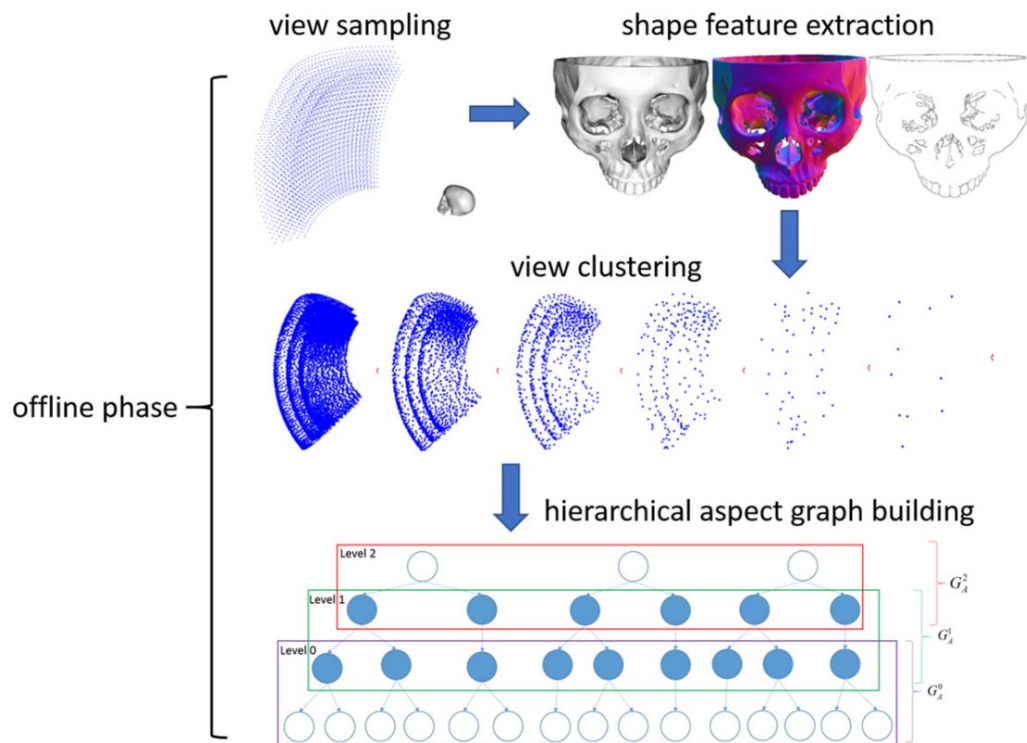 view sampling
shape feature extraction
view clustering
offline phase
hierarchical aspect graph building
Level 2
G_A^2
Level 1
G_A^1
Level 0
G_A^0